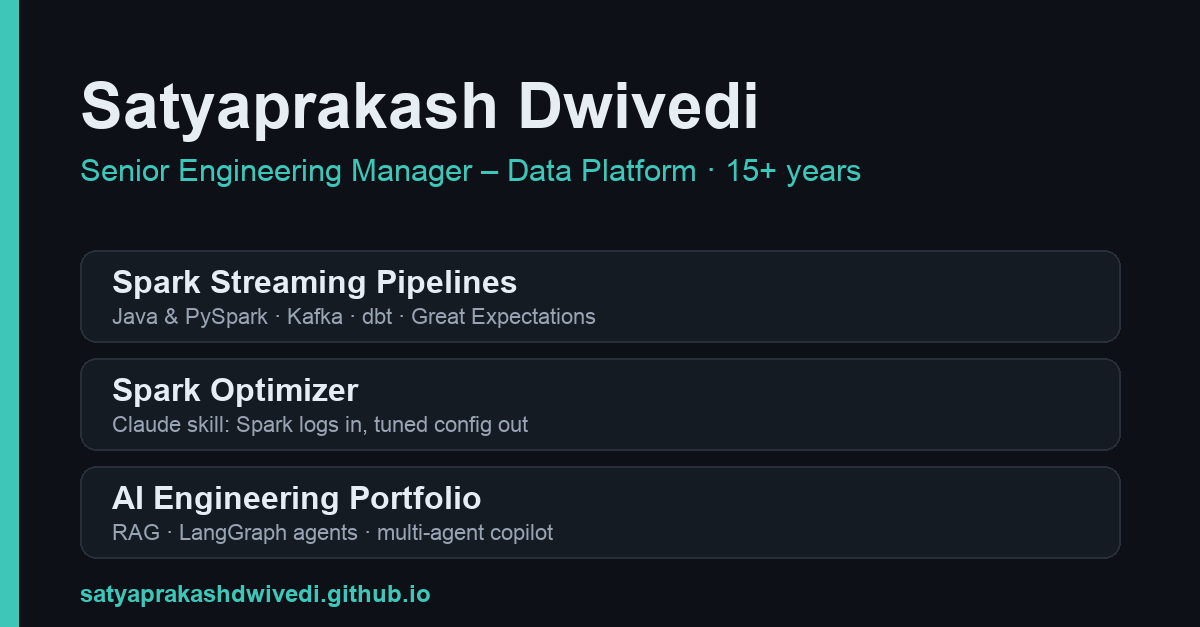 Satyaprakash Dwivedi
Senior Engineering Manager – Data Platform · 15+ years
Spark Streaming Pipelines
Java & PySpark · Kafka · dbt · Great Expectations
Spark Optimizer
Claude skill: Spark logs in, tuned config out
AI Engineering Portfolio
RAG · LangGraph agents · multi-agent copilot
satyaprakashdwivedi.github.io